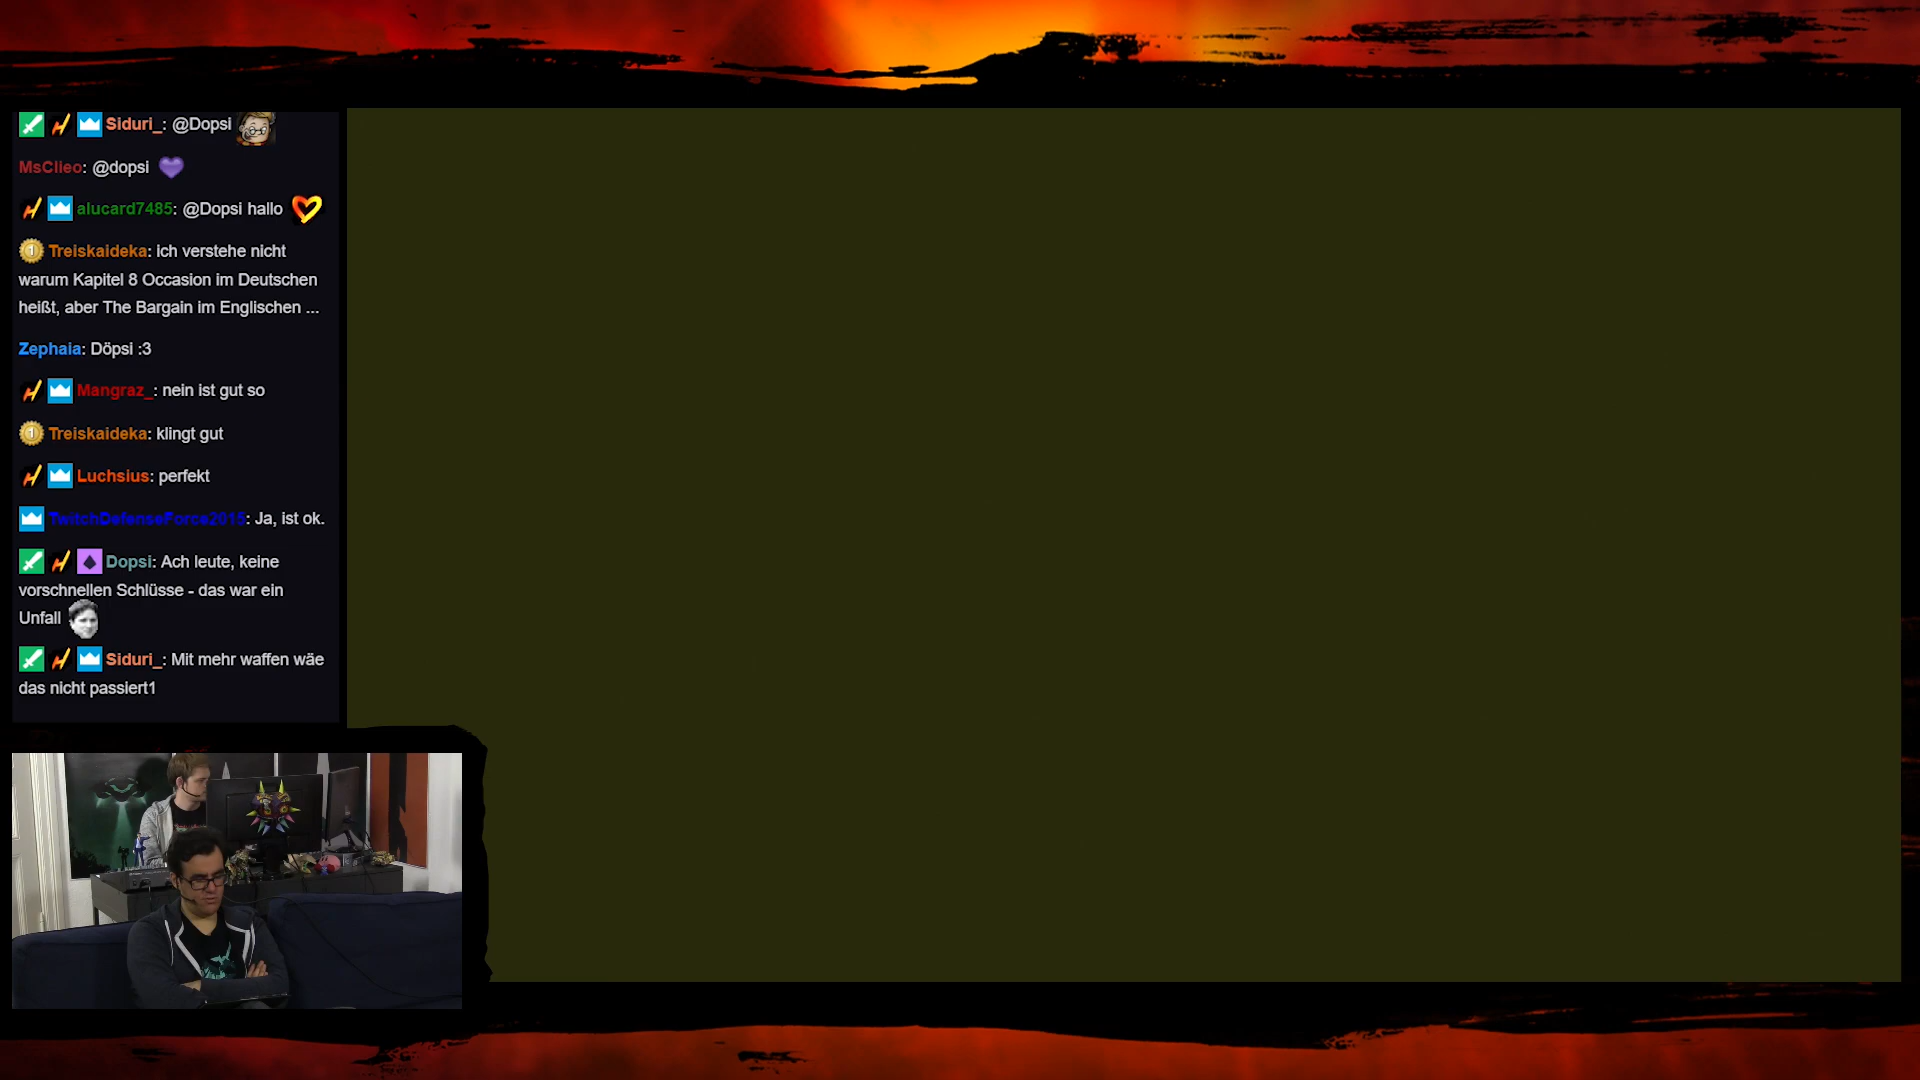 Siduri_: @Dopsi
MsClieo: @dopsi
alucard7485: @Dopsi hallo
Treiskaideka: ich verstehe nicht
warum Kapitel 8 Occasion im Deutschen
heißt, aber The Bargain im Englischen ...
Zephaia: Döpsi :3
Mangraz_: nein ist gut so
Treiskaideka: klingt gut
Luchsius: perfekt
TwitchDefenseForce2015: Ja, ist ok.
Dopsi: Ach leute, keine
vorschnellen Schlüsse - das war ein
Unfall
Siduri_: Mit mehr waffen wäe
das nicht passiert1